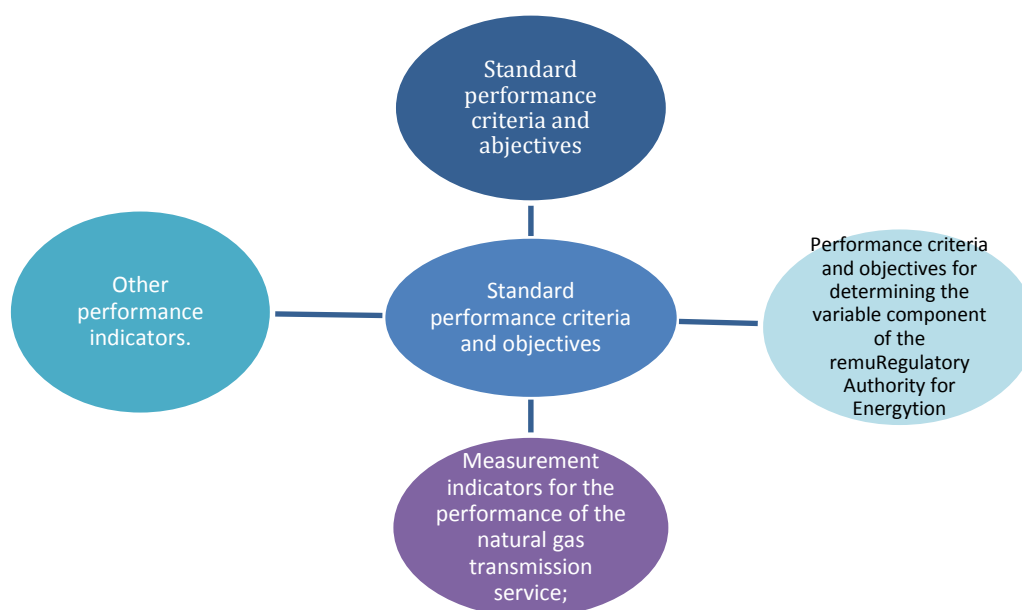 Standard
performance
criteria and
abjectives
Other
performance
indicators.
Standard
performance criteria
and objectives
Performance criteria
and objectives for
determining the
variable component
of the
remuRegulatory
Authority for
Energytion
Measurement
indicators for the
performance of the
natural gas
transmission
service;